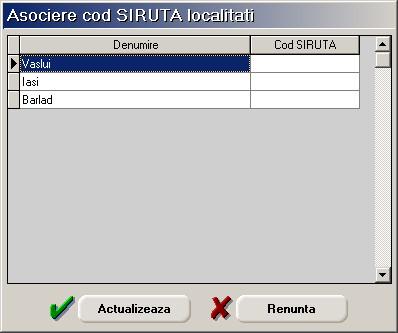 Asociere cod SIRUTA localitati
Denumire Cod SIRUTA
Vaslui
Iasi
Barlad
Actualizeaza Renunta